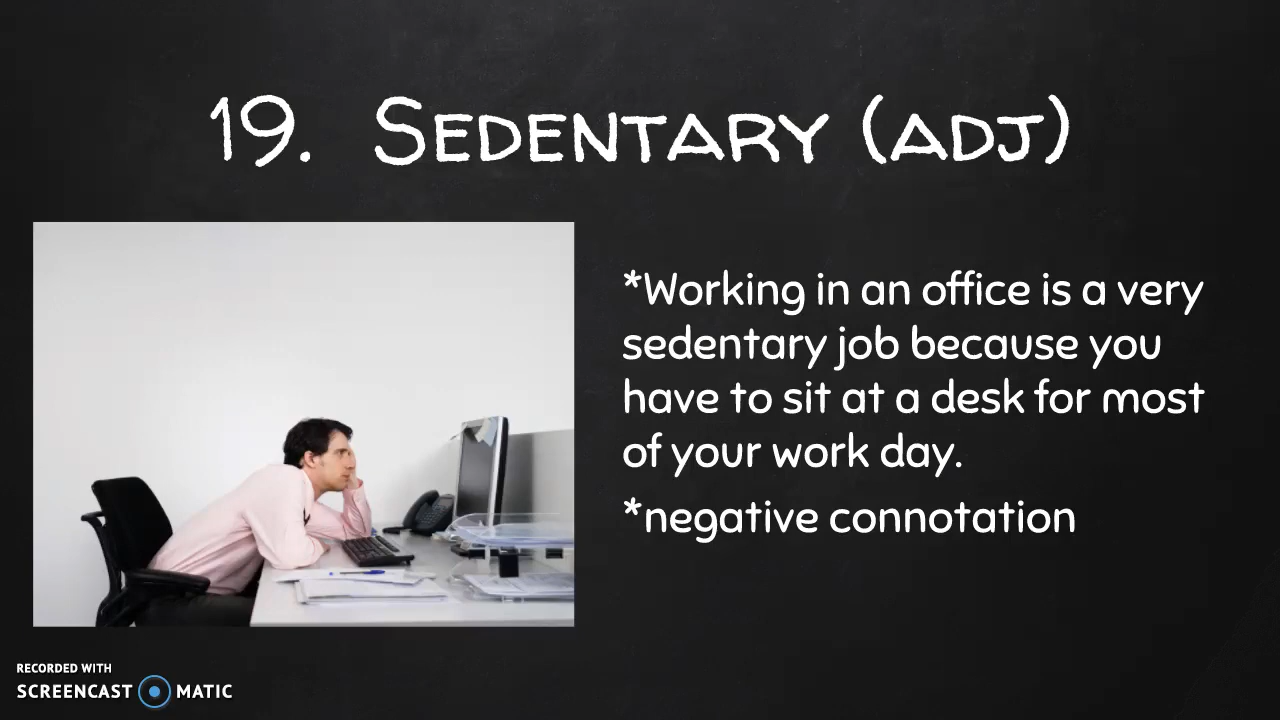 19. Sedentary (adj)
*Working in an office is a very
sedentary job because you
have to sit at a desk for most
of your work day.
*negative connotation
RECORDED WITH
SCREENCAST MATIC